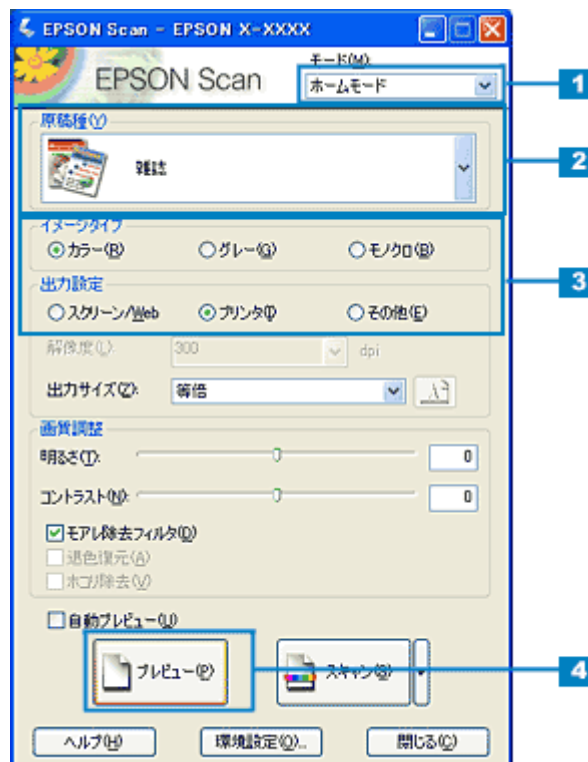 EPSON Scan - EPSON X-XXXX
EPSON Scan
モード(M):
ホームモード
1
原稿種(Y)
雑誌
2
イメージタイプ
カラー(R) グレー(G) モノクロ(B)
3
出力設定
スクリーン/Web プリンタ(I) その他(E)
解像度(L): 300 dpi
出力サイズ(Z): 等倍
画質調整
明るさ(T): 0
コントラスト(N): 0
モアレ除去フィルタ(D)
退色復元(A)
ホコリ除去(V)
自動プレビュー(U)
プレビュー(P) スキャン(S)
4
ヘルプ(H) 環境設定(O)... 閉じる(C)